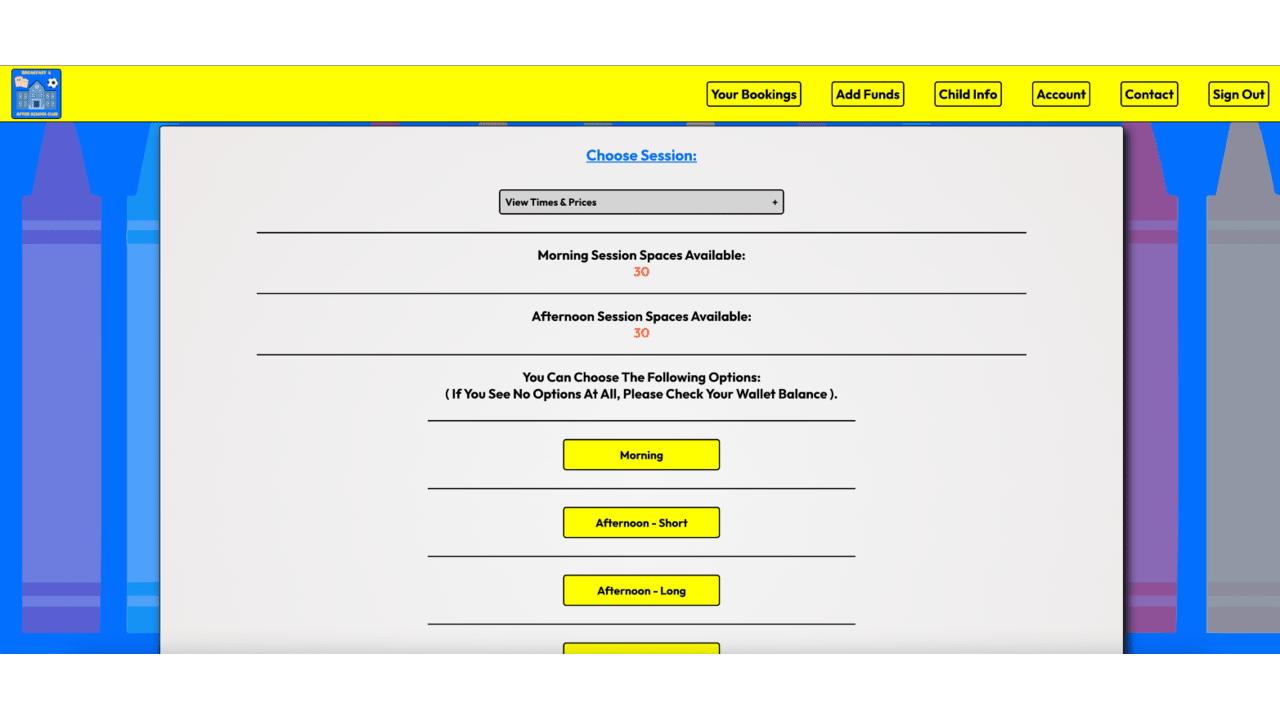 BREAKFAST &
AFTER SCHOOL CLUB
Your Bookings
Add Funds
Child Info
Account
Contact
Sign Out
Choose Session:
View Times & Prices +
Morning Session Spaces Available:
30
Afternoon Session Spaces Available:
30
You Can Choose The Following Options:
( If You See No Options At All, Please Check Your Wallet Balance ).
Morning
Afternoon - Short
Afternoon - Long